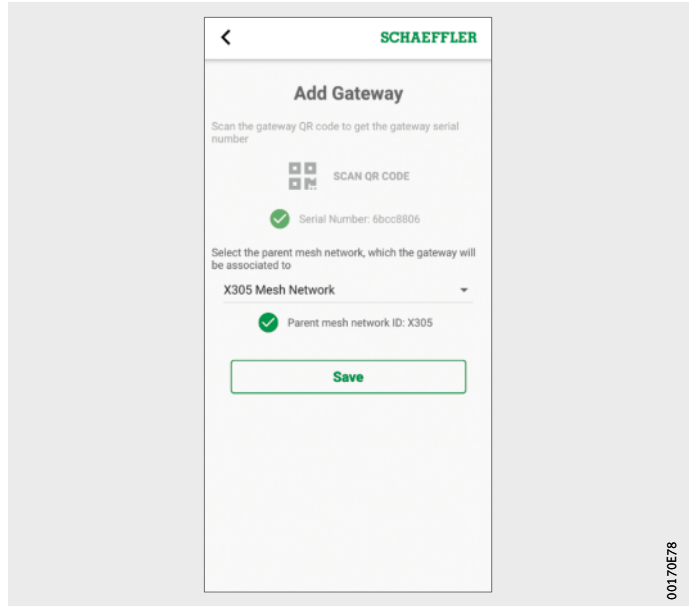 SCHAEFFLER
Add Gateway
Scan the gateway QR code to get the gateway serial
number
SCAN QR CODE
Serial Number: 6bcc8806
Select the parent mesh network, which the gateway will
be associated to
X305 Mesh Network
Parent mesh network ID: X305
Save
00170E78